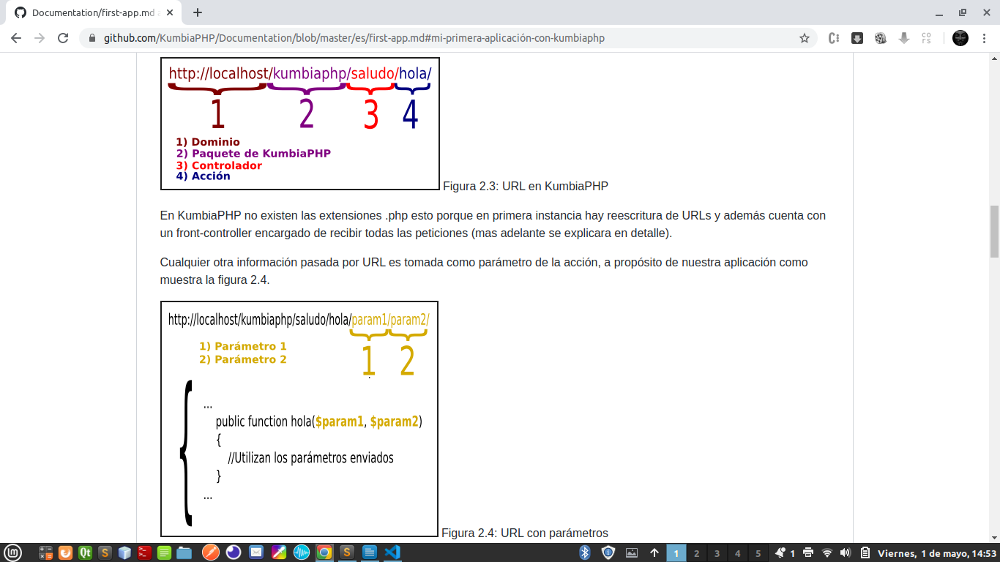 Documentation/first-app.md a
github.com/KumbiaPHP/Documentation/blob/master/es/first-app.md#mi-primera-aplicación-con-kumbiaphp
co
rs
http://localhost/kumbiaphp/saludo/hola/
1 2 3 4
1) Dominio
2) Paquete de KumbiaPHP
3) Controlador
4) Acción
Figura 2.3: URL en KumbiaPHP
En KumbiaPHP no existen las extensiones .php esto porque en primera instancia hay reescritura de URLs y además cuenta con
un front-controller encargado de recibir todas las peticiones (mas adelante se explicara en detalle).
Cualquier otra información pasada por URL es tomada como parámetro de la acción, a propósito de nuestra aplicación como
muestra la figura 2.4.
http://localhost/kumbiaphp/saludo/hola/param1/param2/
1) Parámetro 1
2) Parámetro 2
1 2
...
public function hola($param1, $param2)
{
//Utilizan los parámetros enviados
}
...
Figura 2.4: URL con parámetros
Qt
S
S
1 2 3 4 5
1
Viernes, 1 de mayo, 14:53